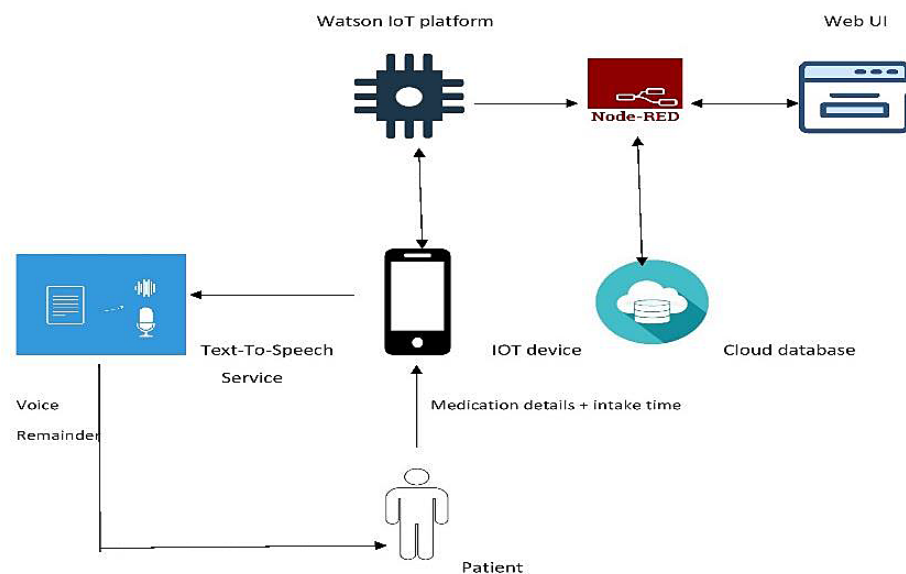 Watson IoT platform
Web UI
Node-RED
Text-To-Speech
Service
IOT device
Cloud database
Voice
Remainder
Medication details + intake time
Patient